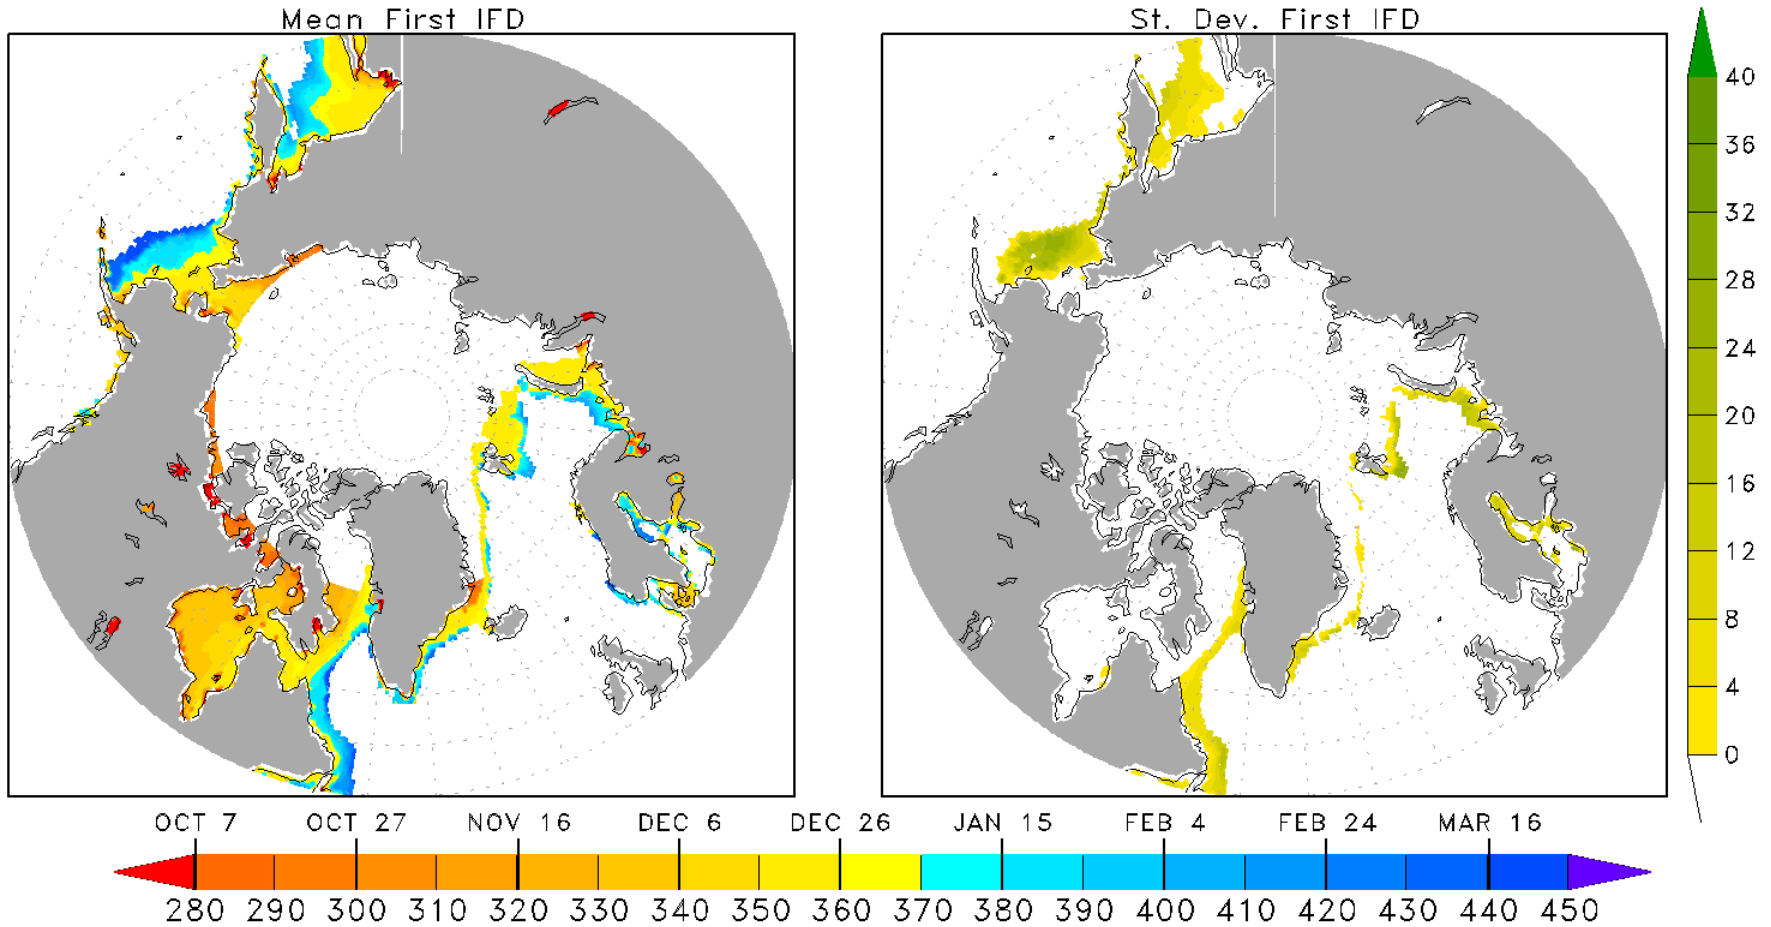 Mean First IFD
St. Dev. First IFD
40
36
32
28
24
20
16
12
8
4
0
OCT 7 OCT 27 NOV 16 DEC 6 DEC 26 JAN 15 FEB 4 FEB 24 MAR 16
280 290 300 310 320 330 340 350 360 370 380 390 400 410 420 430 440 450